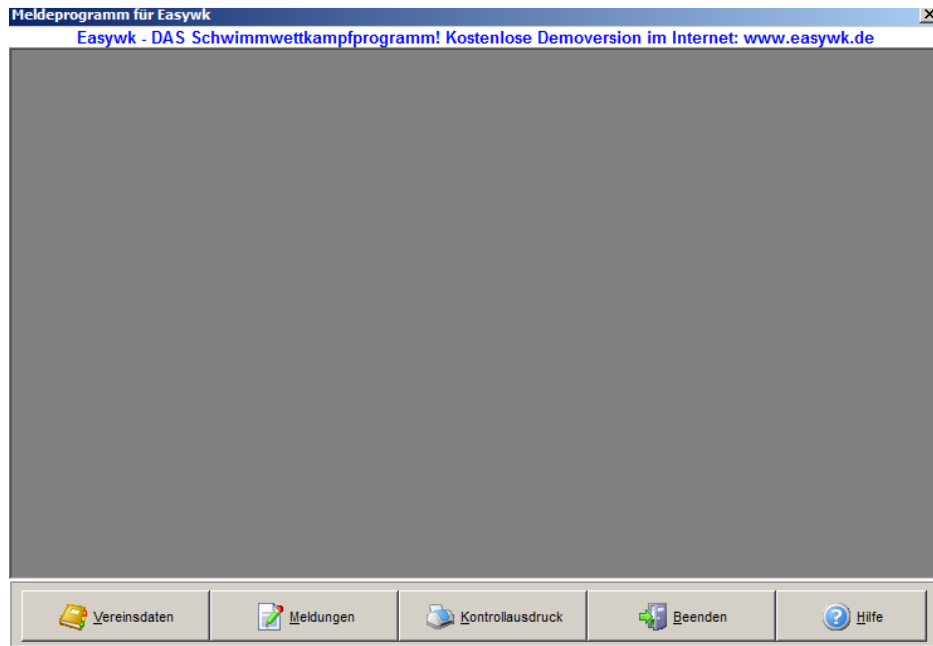 Meldeprogramm für Easywk
Easywk - DAS Schwimmwettkampfprogramm! Kostenlose Demoversion im Internet: www.easywk.de
Vereinsdaten
Meldungen
Kontrollausdruck
Beenden
Hilfe